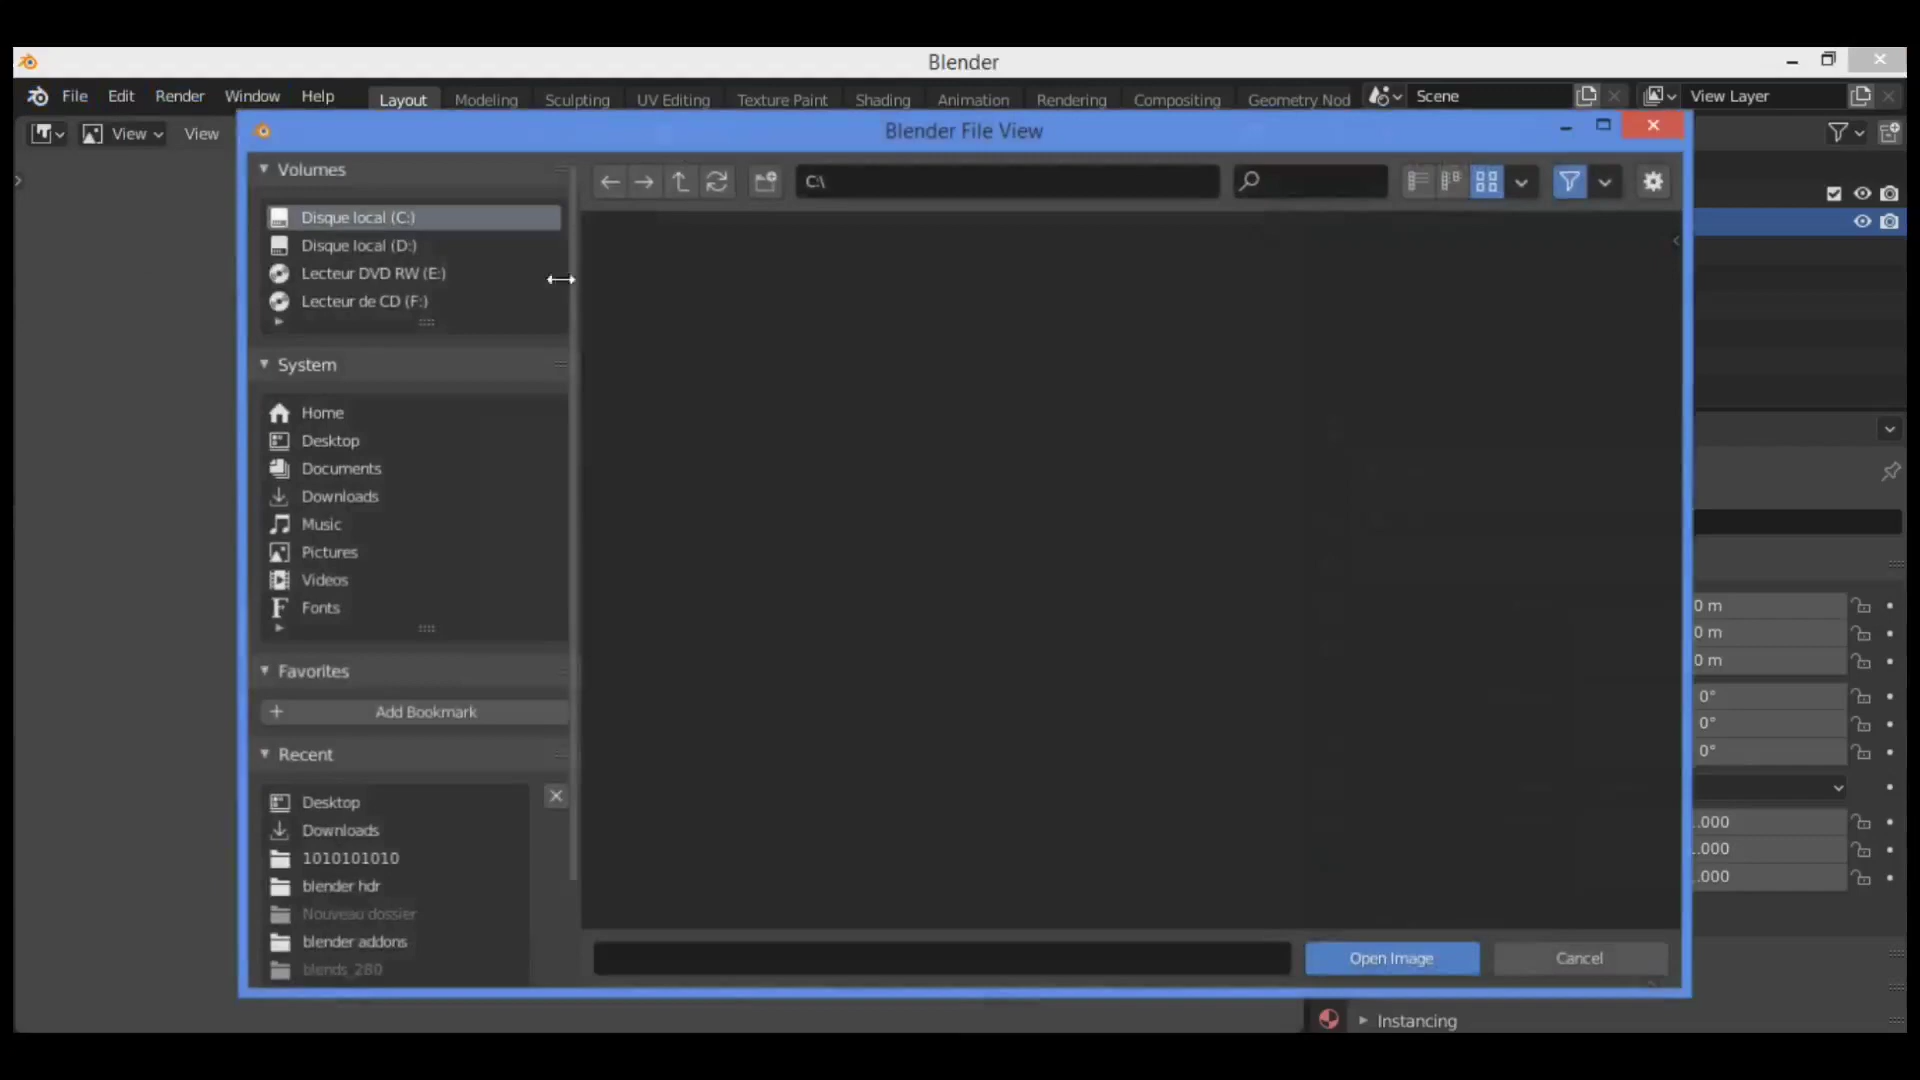 Blender
File Edit Render Window Help Layout Modeling Sculpting UV Editing Texture Paint Shading Animation Rendering Compositing Geometry Nod Scene View Layer
View View
Blender File View
Volumes
C:\
Disque local (C:)
Disque local (D:)
Lecteur DVD RW (E:)
Lecteur de CD (F:)
System
Home
Desktop
Documents
Downloads
Music
Pictures
Videos
Fonts
Favorites
Add Bookmark
Recent
Desktop
Downloads
1010101010
blender hdr
Nouveau dossier
blender addons
blends_280
Open Image Cancel
0 m
0 m
0 m
0°
0°
0°
.000
.000
.000
Instancing